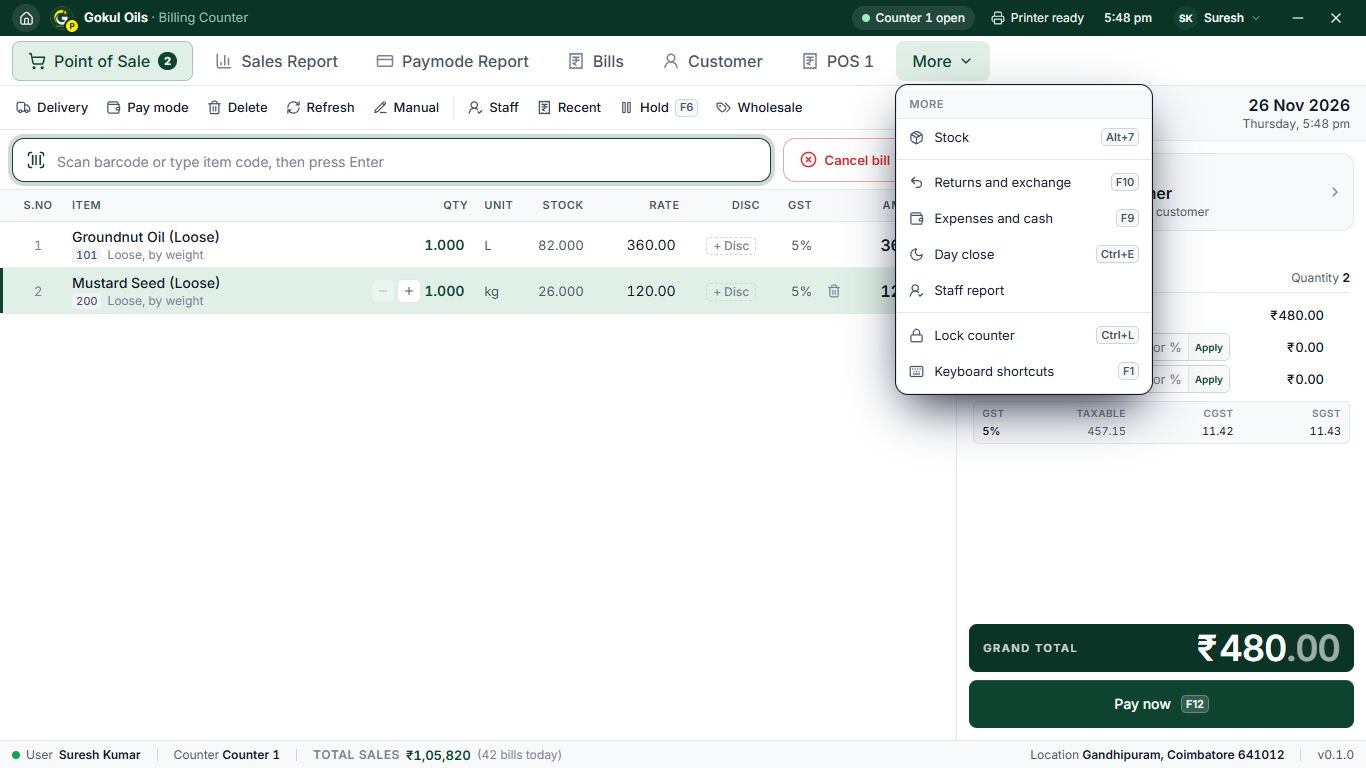 Gokul Oils · Billing Counter
Counter 1 open
Printer ready
5:48 pm
SK Suresh
Point of Sale 2
Sales Report
Paymode Report
Bills
Customer
POS 1
More
Delivery
Pay mode
Delete
Refresh
Manual
Staff
Recent
Hold F6
Wholesale
26 Nov 2026
Thursday, 5:48 pm
Scan barcode or type item code, then press Enter
Cancel bill
MORE
Stock Alt+7
Returns and exchange F10
Expenses and cash F9
Day close Ctrl+E
Staff report
Lock counter Ctrl+L
Keyboard shortcuts F1
customer
S.NO ITEM QTY UNIT STOCK RATE DISC GST
1 Groundnut Oil (Loose) 1.000 L 82.000 360.00 + Disc 5%
101 Loose, by weight
2 Mustard Seed (Loose) − + 1.000 kg 26.000 120.00 + Disc 5%
200 Loose, by weight
Quantity 2
₹480.00
or % Apply ₹0.00
or % Apply ₹0.00
GST TAXABLE CGST SGST
5% 457.15 11.42 11.43
GRAND TOTAL ₹480.00
Pay now F12
User Suresh Kumar
Counter Counter 1
TOTAL SALES ₹1,05,820 (42 bills today)
Location Gandhipuram, Coimbatore 641012
v0.1.0